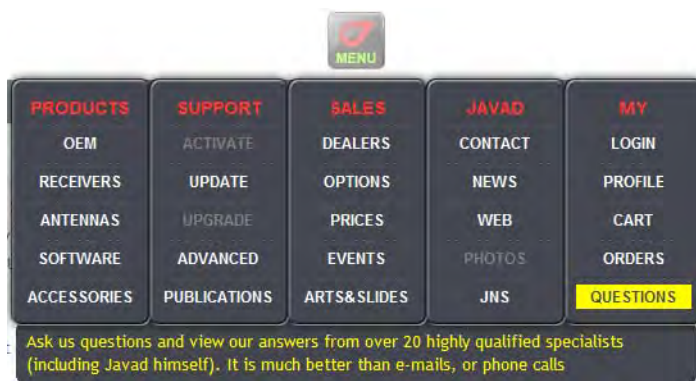 MENU
PRODUCTS SUPPORT SALES JAVAD MY
OEM ACTIVATE DEALERS CONTACT LOGIN
RECEIVERS UPDATE OPTIONS NEWS PROFILE
ANTENNAS UPGRADE PRICES WEB CART
SOFTWARE ADVANCED EVENTS PHOTOS ORDERS
ACCESSORIES PUBLICATIONS ARTS&SLIDES JNS QUESTIONS
Ask us questions and view our answers from over 20 highly qualified specialists
(including Javad himself). It is much better than e-mails, or phone calls